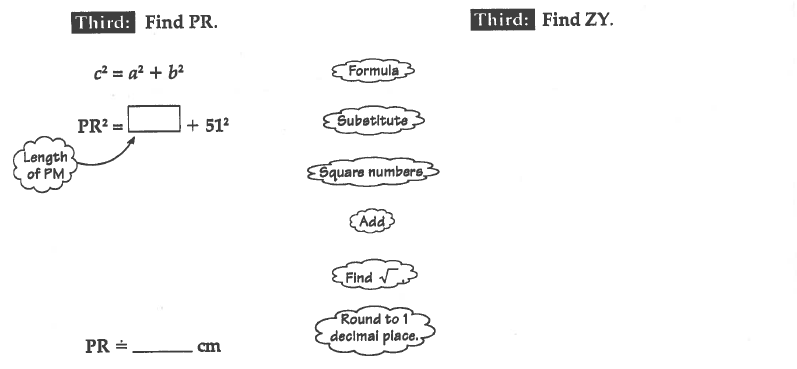 Third: Find PR.
Third: Find ZY.
c² = a² + b²
Formula
PR² = + 51²
Substitute
Length
of PM
Square numbers
Add
Find √ .
Round to 1
decimal place.
PR ≐ ______ cm